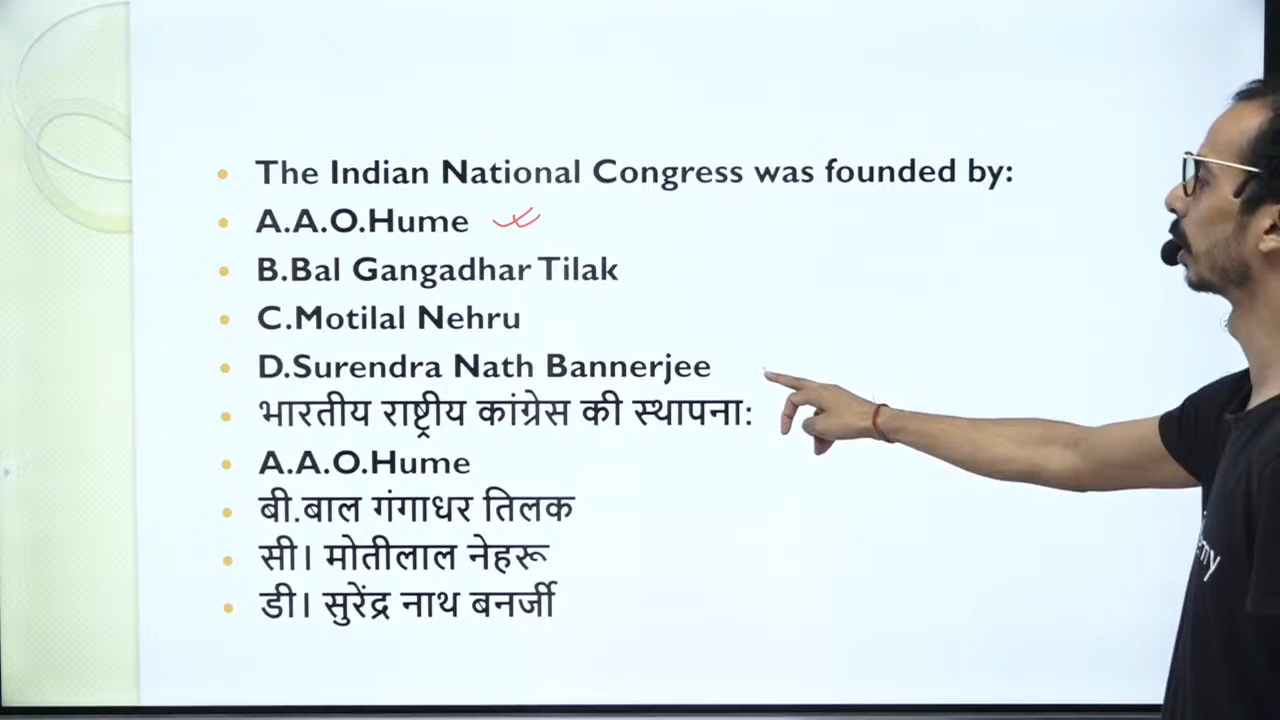 The Indian National Congress was founded by:
A.A.O.Hume
B.Bal Gangadhar Tilak
C.Motilal Nehru
D.Surendra Nath Bannerjee
भारतीय राष्ट्रीय कांग्रेस की स्थापना:
A.A.O.Hume
बी.बाल गंगाधर तिलक
सी। मोतीलाल नेहरू
डी। सुरेंद्र नाथ बनर्जी